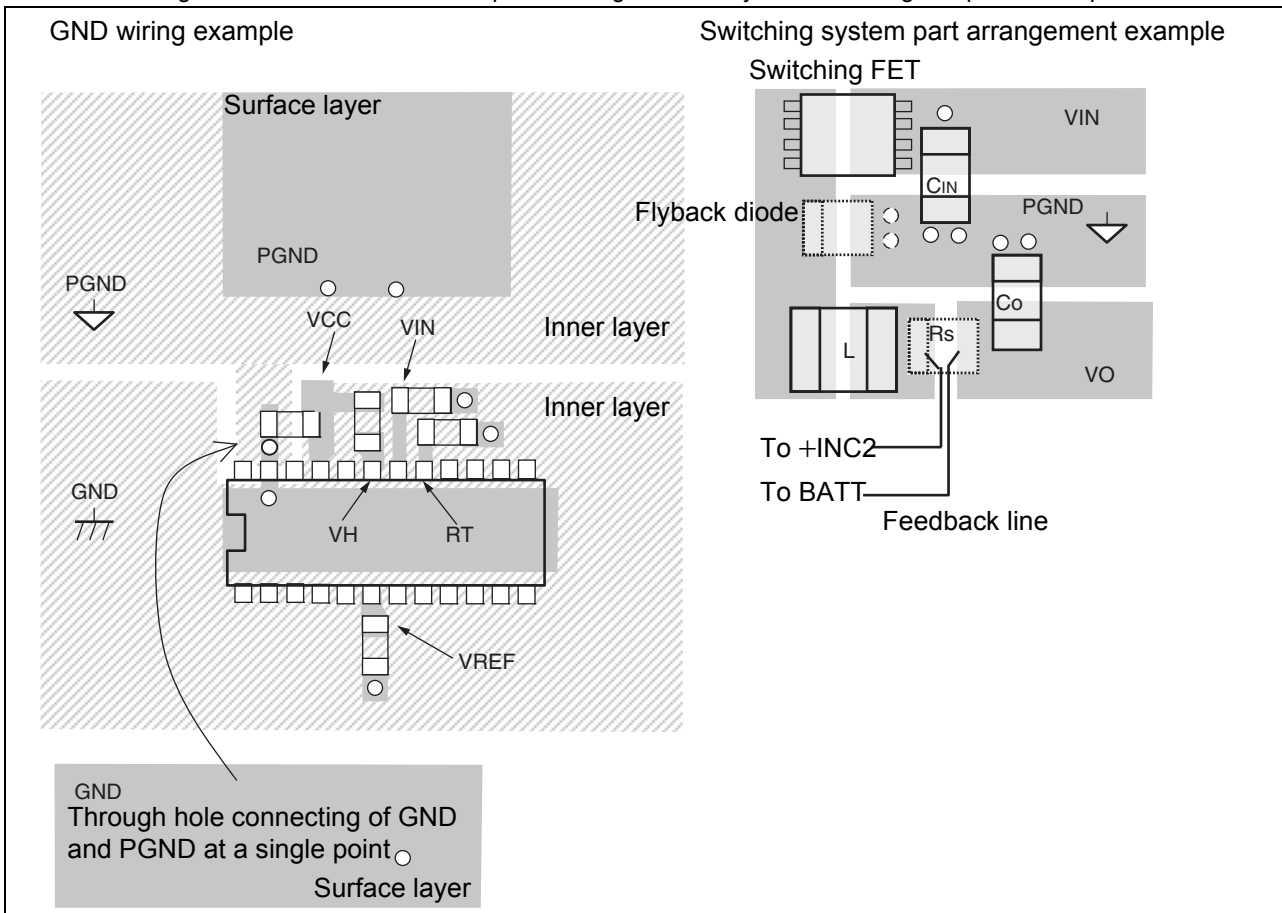 GND wiring example
Surface layer
PGND
PGND
VCC
VIN
Inner layer
Inner layer
GND
VH
RT
VREF
GND
Through hole connecting of GND
and PGND at a single point
Surface layer
Switching system part arrangement example
Switching FET
VIN
CIN
PGND
Flyback diode
Co
L
Rs
VO
To +INC2
To BATT
Feedback line